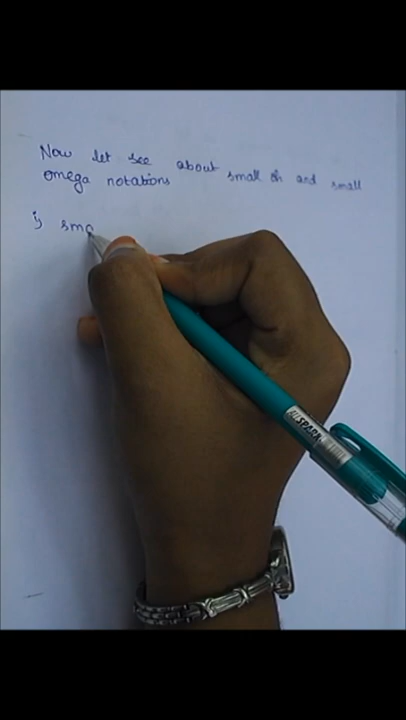 Now let see about small oh and small
omega notations
i) sma